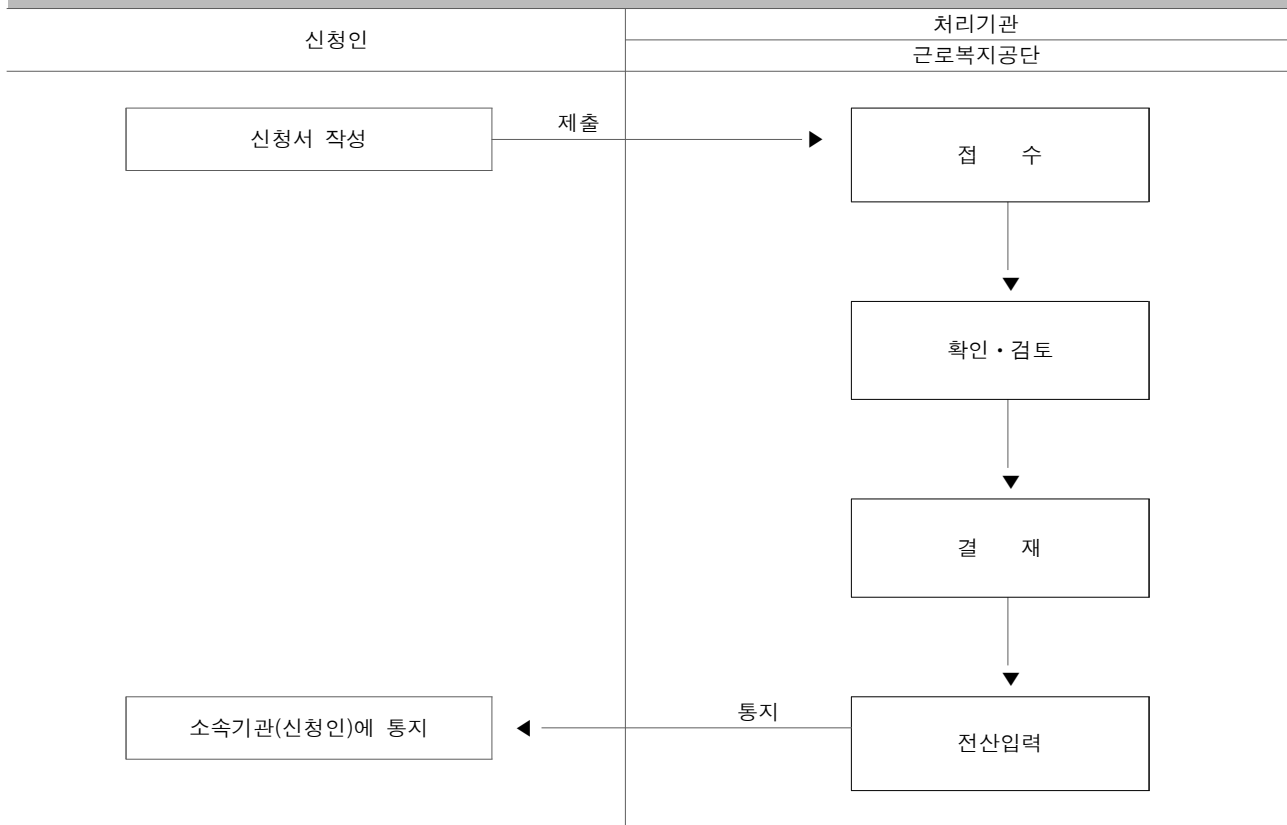 신청인
처리기관
근로복지공단
신청서 작성
제출
접 수
확인・검토
결 재
전산입력
통지
소속기관(신청인)에 통지